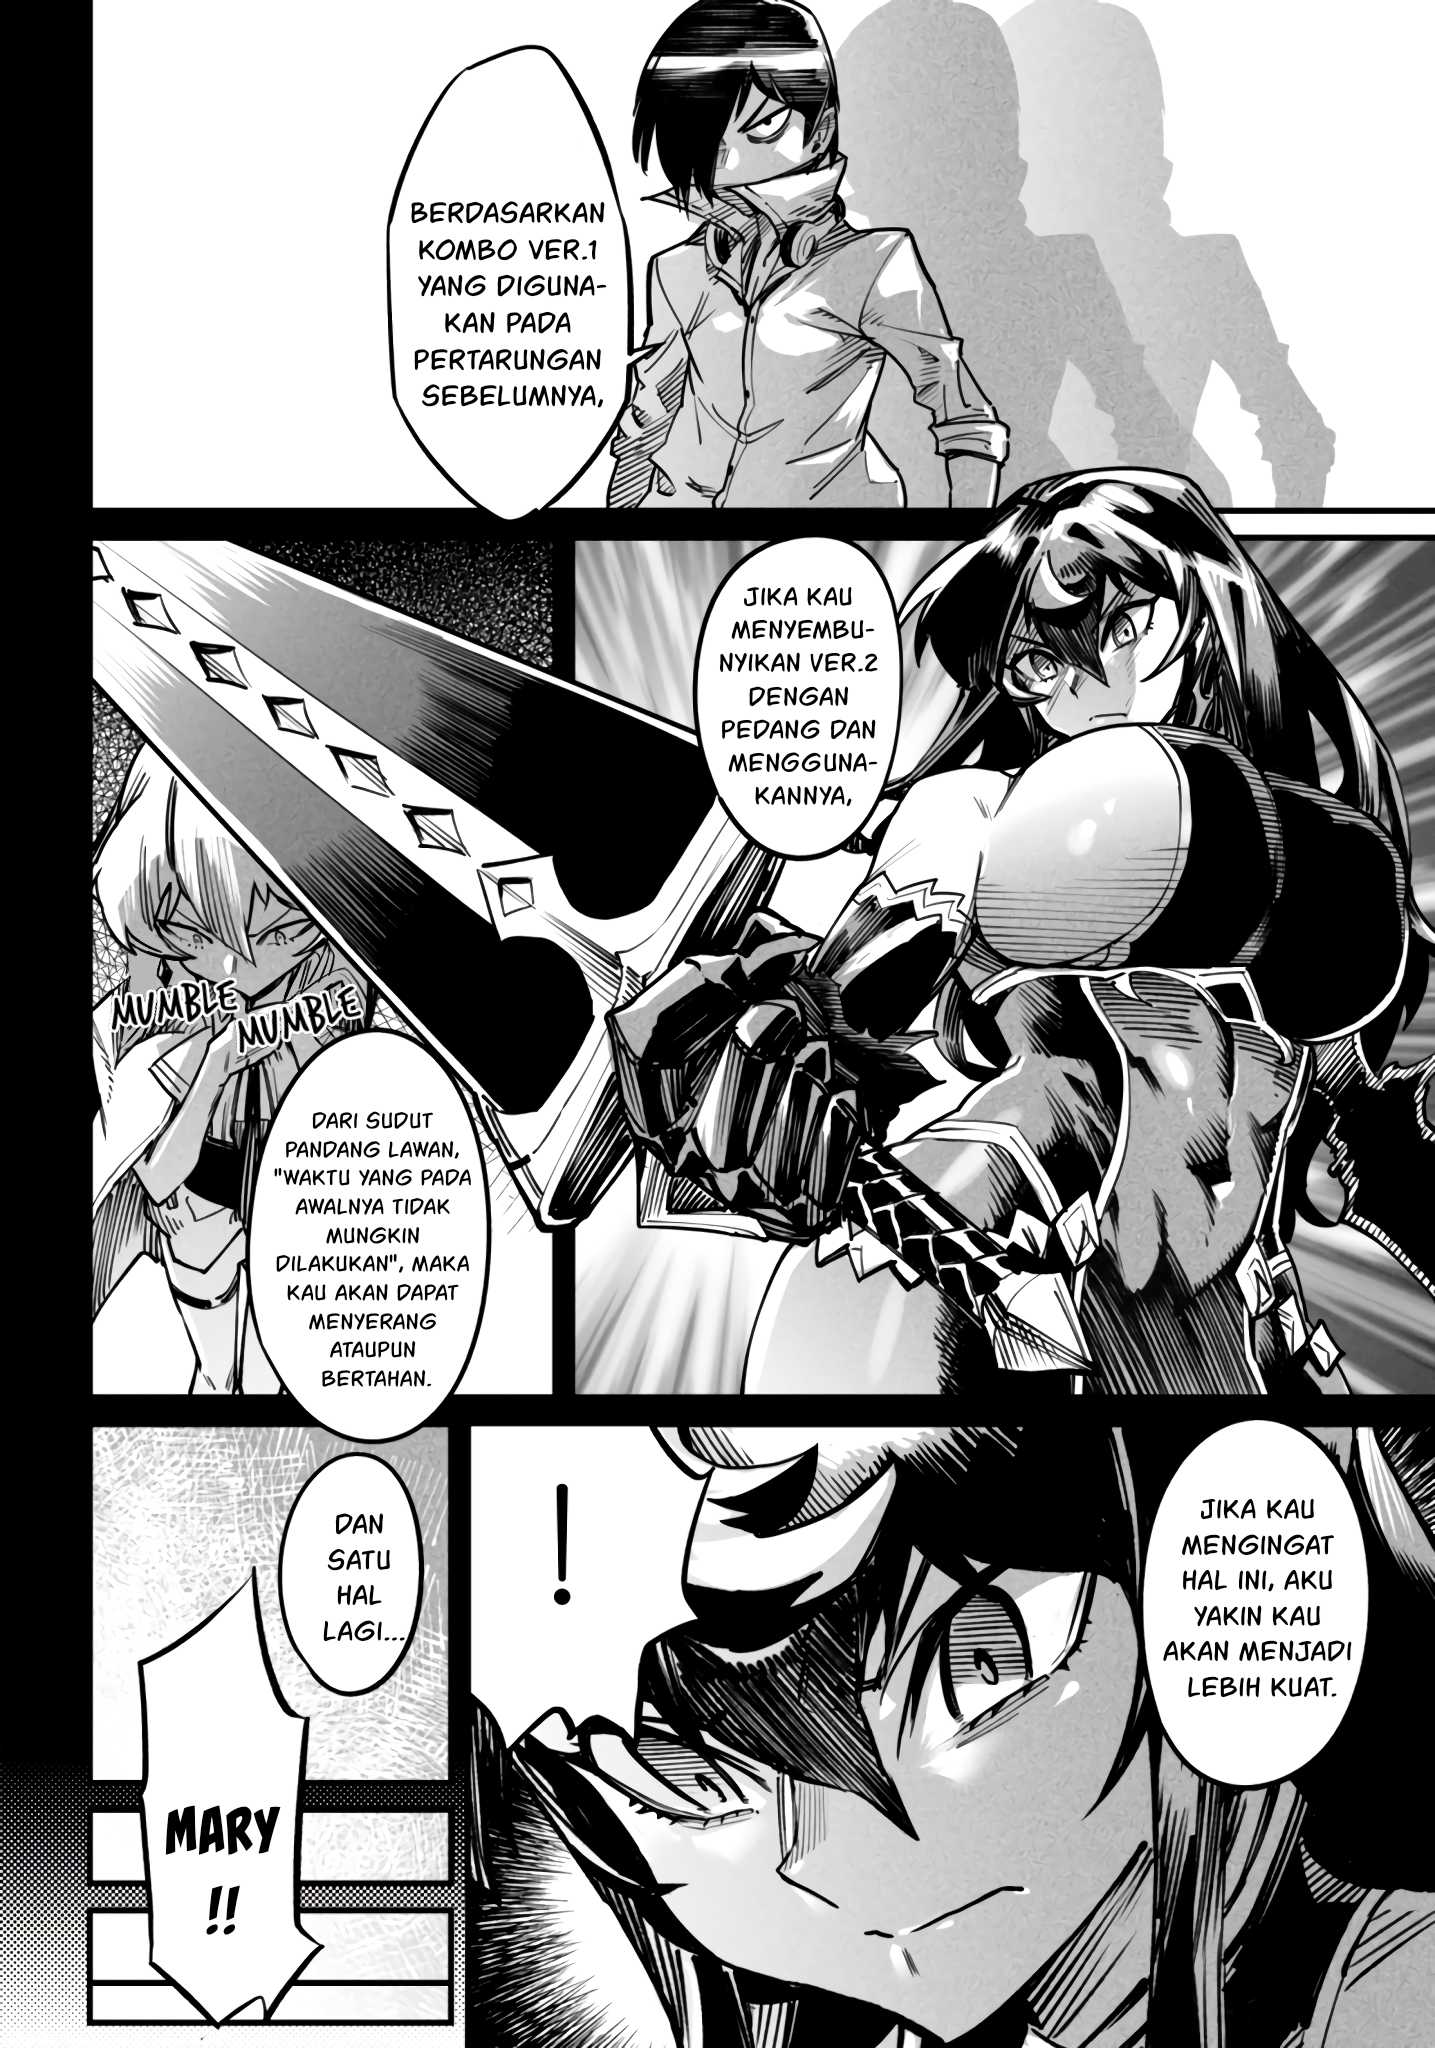 BERDASARKAN
KOMBO VER.1
YANG DIGUNA-
KAN PADA
PERTARUNGAN
SEBELUMNYA,
JIKA KAU
MENYEMBU-
NYIKAN VER.2
DENGAN
PEDANG DAN
MENGGUNA-
KANNYA,
MUMBLE
MUMBLE
DARI SUDUT
PANDANG LAWAN,
"WAKTU YANG PADA
AWALNYA TIDAK
MUNGKIN
DILAKUKAN", MAKA
KAU AKAN DAPAT
MENYERANG
ATAUPUN
BERTAHAN.
JIKA KAU
MENGINGAT
HAL INI, AKU
YAKIN KAU
AKAN MENJADI
LEBIH KUAT.
!
DAN
SATU
HAL
LAGI...
MARY
!!